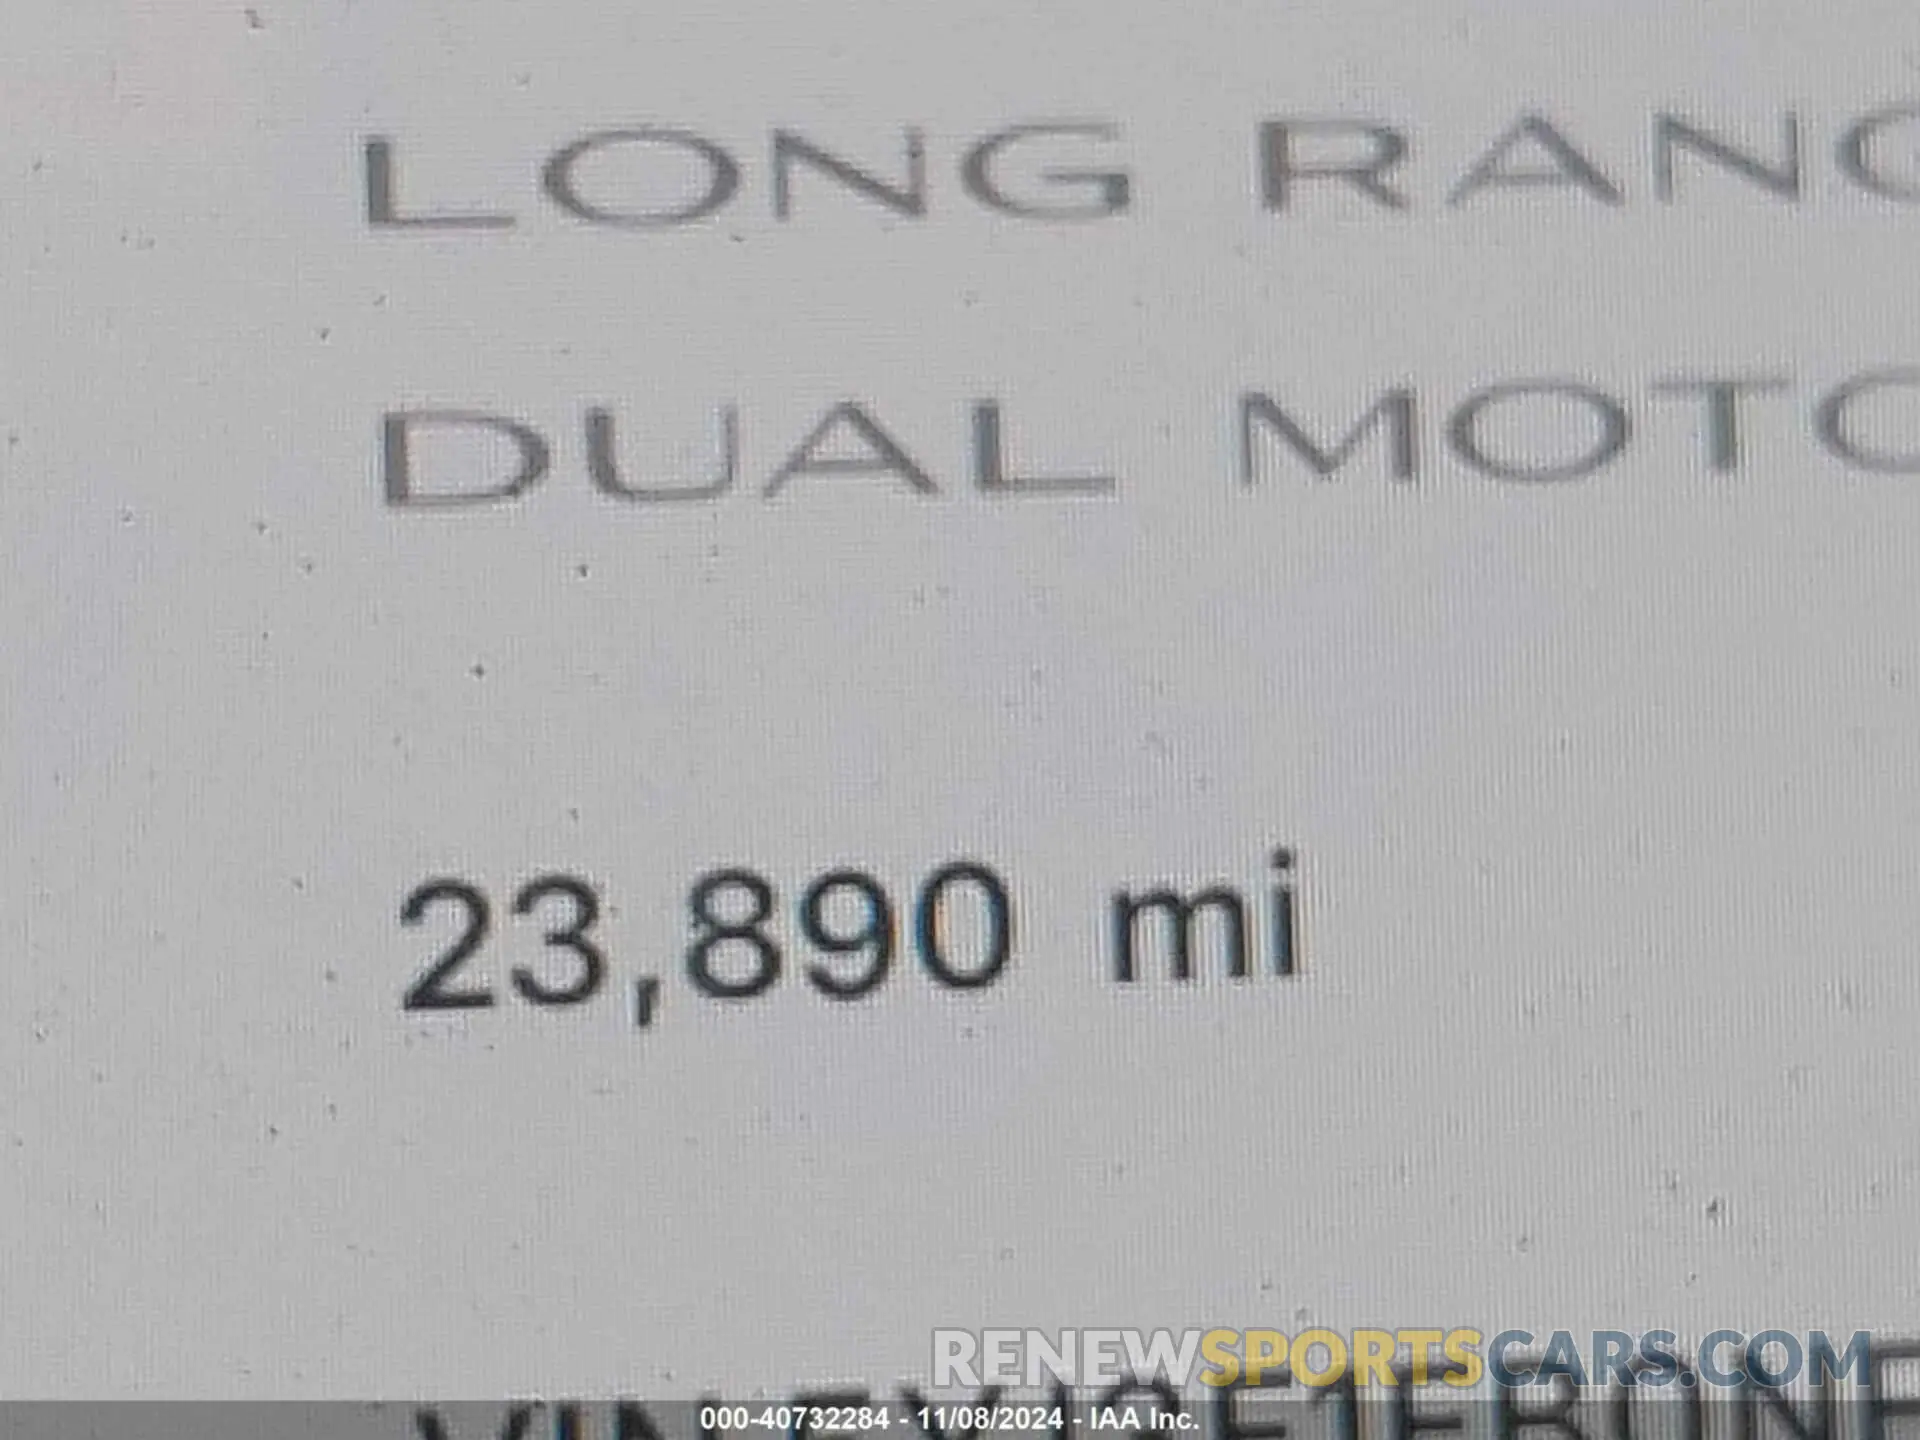 LONG RANG
DUAL MOTO
23,890 mi
RENEWSPORTSCARS.COM
000-40732284 - 11/08/2024 - IAA Inc.